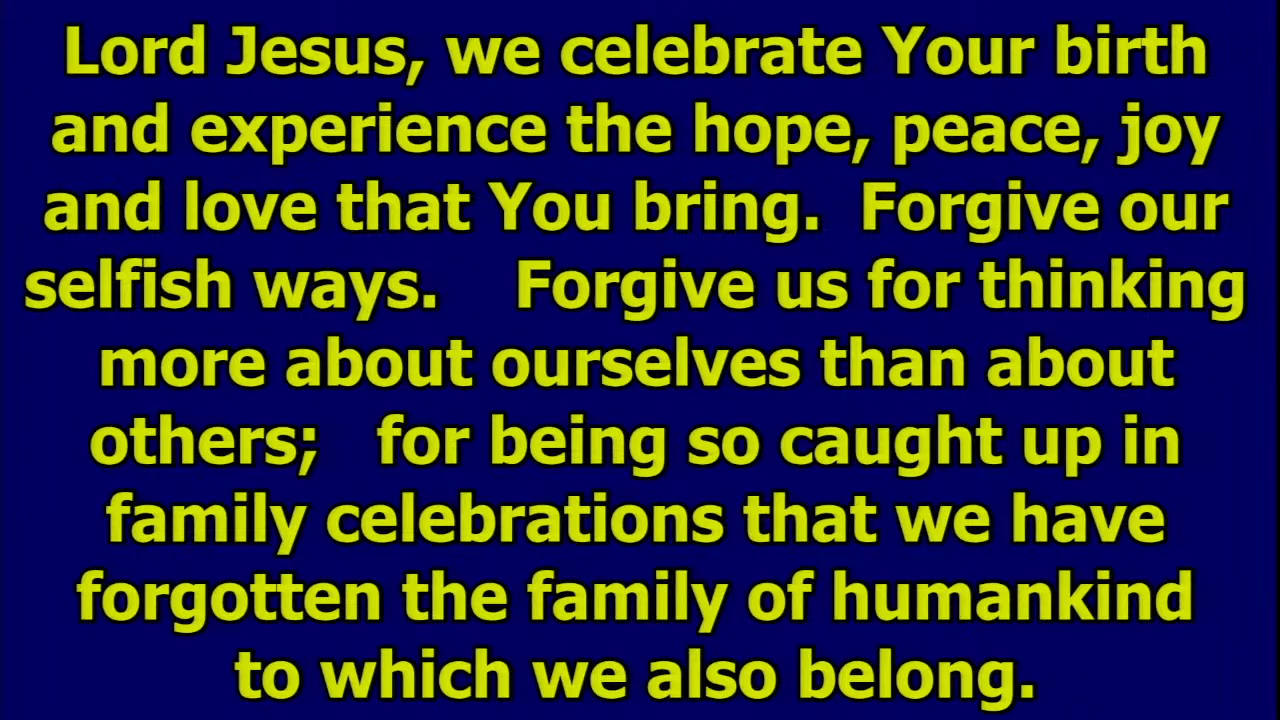 Lord Jesus, we celebrate Your birth
and experience the hope, peace, joy
and love that You bring.  Forgive our
selfish ways.    Forgive us for thinking
more about ourselves than about
others;   for being so caught up in
family celebrations that we have
forgotten the family of humankind
to which we also belong.